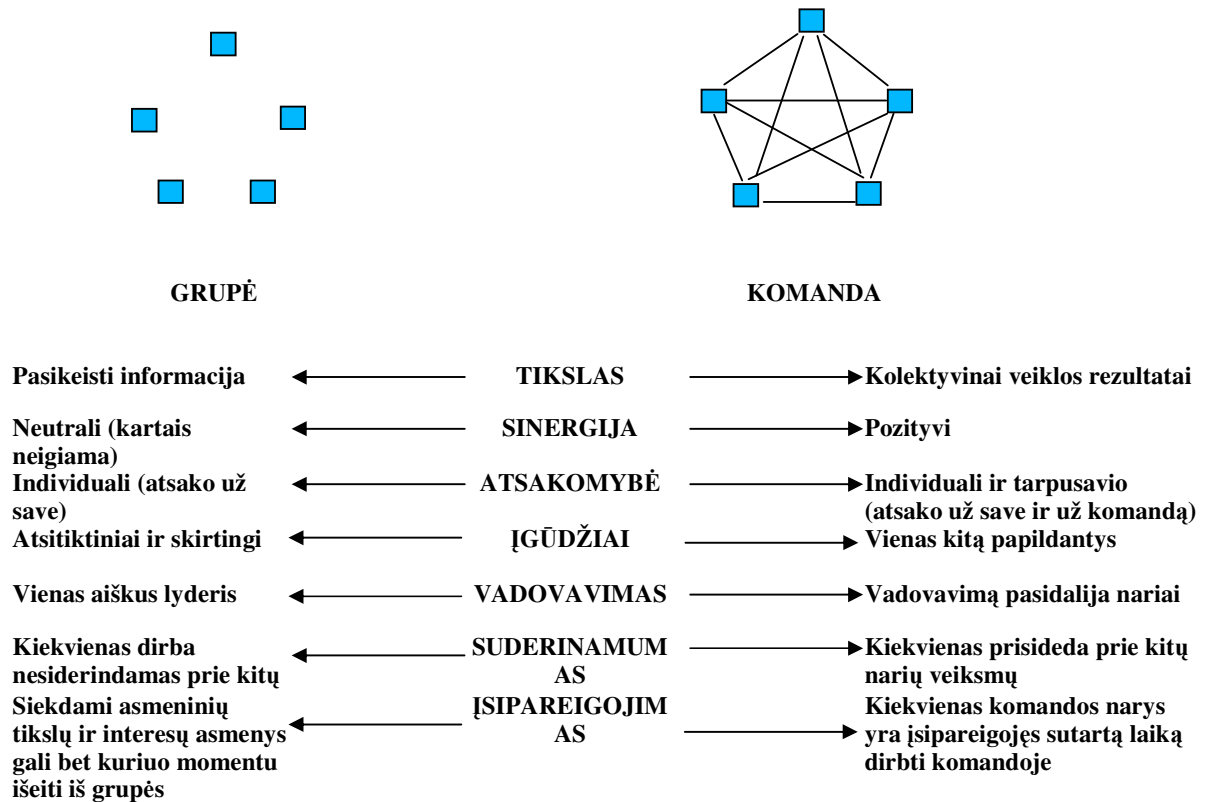 GRUPĖ
KOMANDA
Pasikeisti informacija
TIKSLAS
Kolektyvinai veiklos rezultatai
Neutrali (kartais
neigiama)
SINERGIJA
Pozityvi
Individuali (atsako už
save)
ATSAKOMYBĖ
Individuali ir tarpusavio
(atsako už save ir už komandą)
Atsitiktiniai ir skirtingi
ĮGŪDŽIAI
Vienas kitą papildantys
Vienas aiškus lyderis
VADOVAVIMAS
Vadovavimą pasidalija nariai
Kiekvienas dirba
nesiderindamas prie kitų
SUDERINAMUM
AS
Kiekvienas prisideda prie kitų
narių veiksmų
Siekdami asmeninių
tikslų ir interesų asmenys
gali bet kuriuo momentu
išeiti iš grupės
ĮSIPAREIGOJIM
AS
Kiekvienas komandos narys
yra įsipareigojęs sutartą laiką
dirbti komandoje